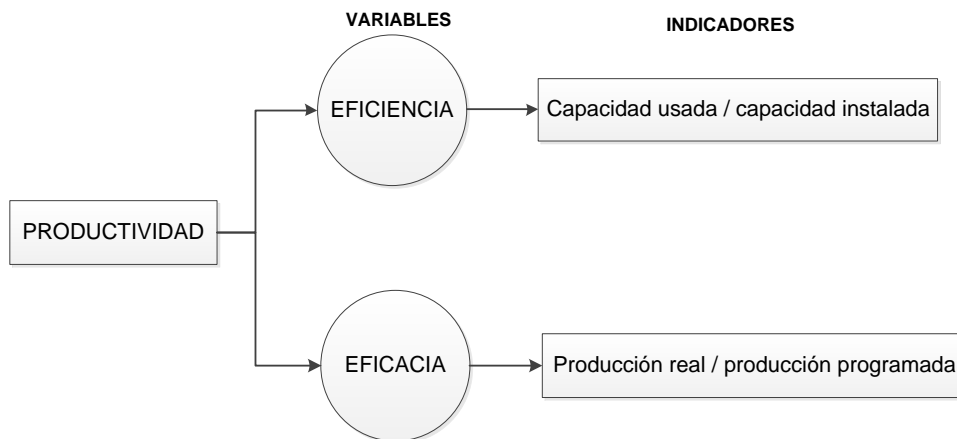 VARIABLES
INDICADORES
EFICIENCIA
Capacidad usada / capacidad instalada
PRODUCTIVIDAD
EFICACIA
Producción real / producción programada